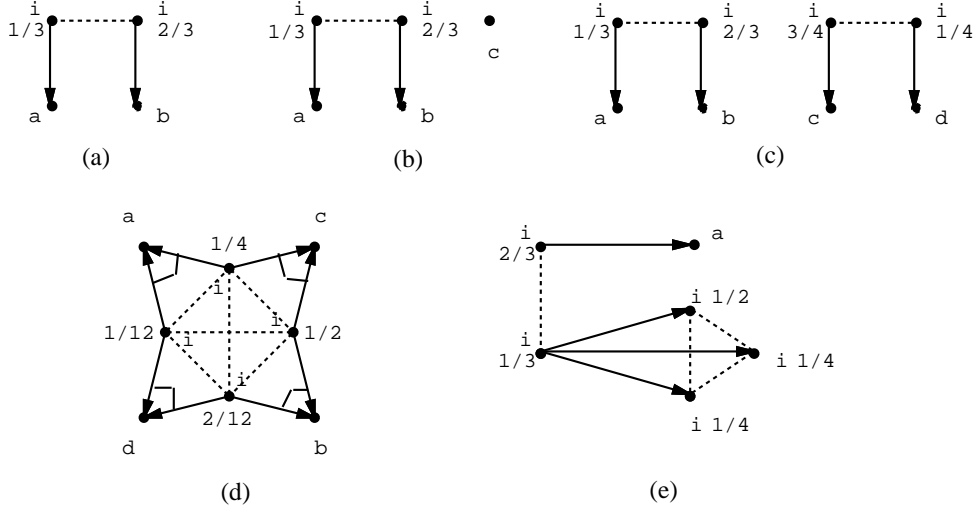 i i i i i i i i
1/3 2/3 1/3 2/3 c 1/3 2/3 3/4 1/4
a b a b a b c d
(a) (b) (c)
a c i a
1/4 2/3
i i 1/2
1/12 i i 1/2 i i 1/4
i 1/3
2/12 i 1/4
d b
(d) (e)